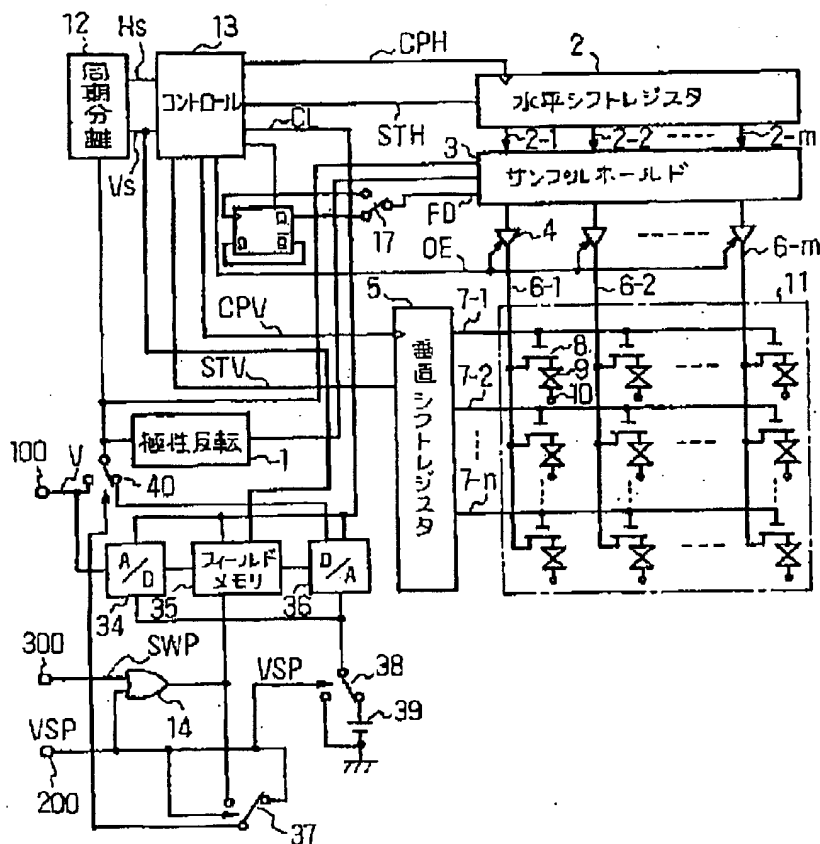 12
Hs
13
CPH
2
同期分離
コントロール
水平シフトレジスタ
CL
STH
2-1
2-2
2-m
3
Vs
サンプルホールド
D
Q
D
Q
17
FD
OE
4
6-m
5
7-1
6-1
6-2
11
CPV
垂直シフトレジスタ
8
9
10
STV
7-2
極性反転
1
7-n
100
V
40
A/D
フィールドメモリ
D/A
34
35
36
300
SWP
14
VSP
38
39
VSP
200
37